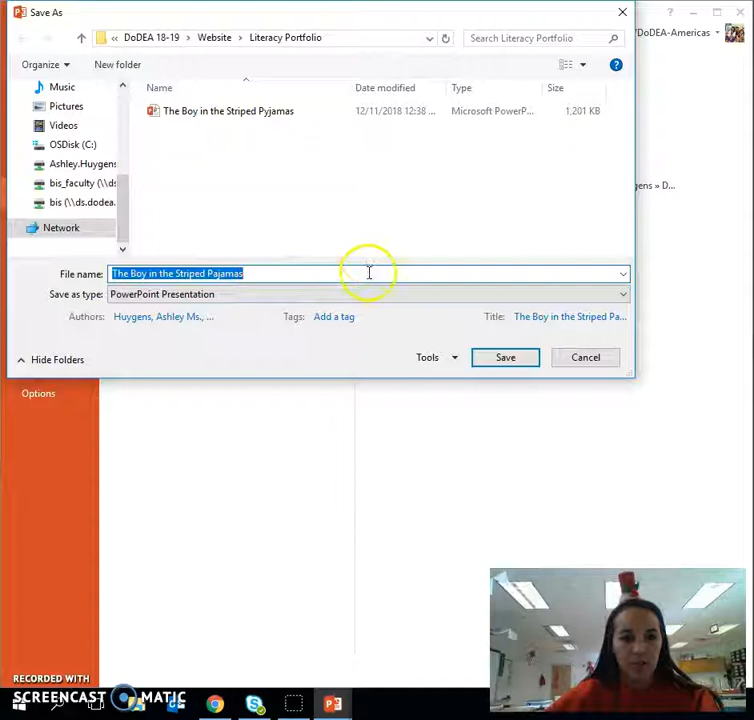 Save As
DoDEA 18-19 Website Literacy Portfolio
Search Literacy Portfolio
/DoDEA-Americas
Organize New folder
Name Date modified Type Size
Music
The Boy in the Striped Pyjamas 12/11/2018 12:38 ... Microsoft PowerP... 1,201 KB
Pictures
Videos
OSDisk (C:)
Ashley.Huygens
bis_faculty (\\ds
gens » D...
bis (\\ds.dodea.
Network
File name: The Boy in the Striped Pajamas
Save as type: PowerPoint Presentation
Authors: Huygens, Ashley Ms., ... Tags: Add a tag Title: The Boy in the Striped Pa...
Hide Folders Tools Save Cancel
Options
RECORDED WITH
SCREENCAST MATIC